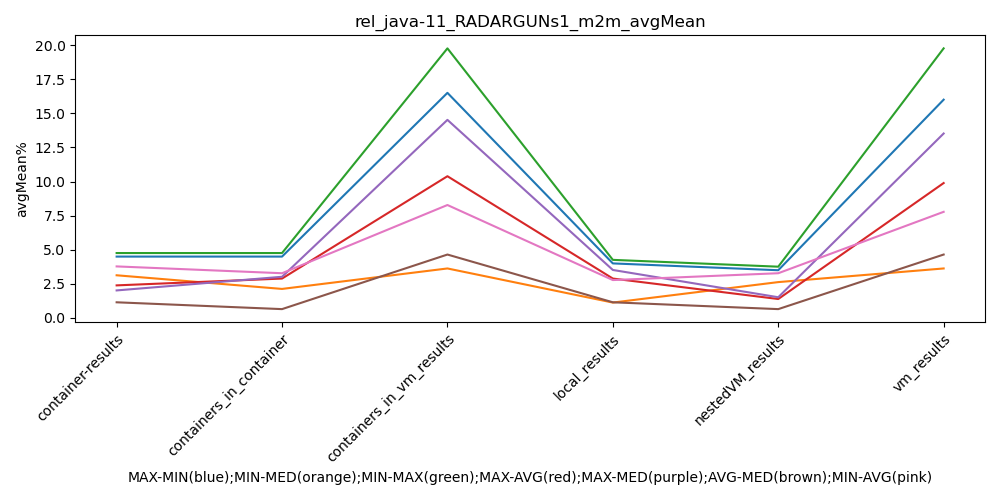 rel_java-11_RADARGUNs1_m2m_avgMean
avgMean%
20.0
17.5
15.0
12.5
10.0
7.5
5.0
2.5
0.0
container-results
containers_in_container
containers_in_vm_results
local_results
nestedVM_results
vm_results
MAX-MIN(blue);MIN-MED(orange);MIN-MAX(green);MAX-AVG(red);MAX-MED(purple);AVG-MED(brown);MIN-AVG(pink)